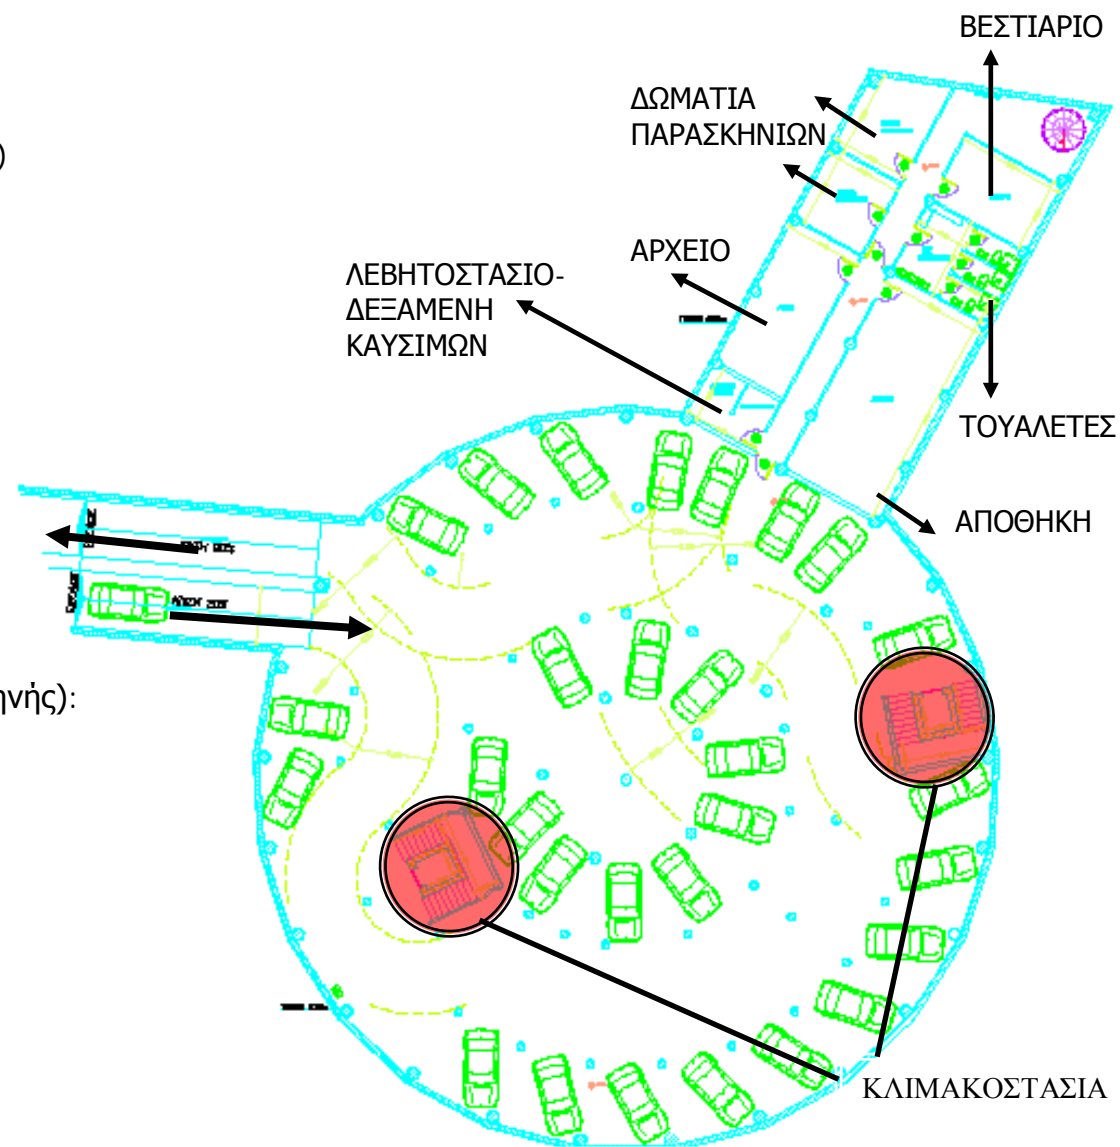 ΒΕΣΤΙΑΡΙΟ
ΔΩΜΑΤΙΑ
ΠΑΡΑΣΚΗΝΙΩΝ
)
ΑΡΧΕΙΟ
ΛΕΒΗΤΟΣΤΑΣΙΟ-
ΔΕΞΑΜΕΝΗ
ΚΑΥΣΙΜΩΝ
ΤΟΥΑΛΕΤΕΣ
ΑΠΟΘΗΚΗ
ηνής):
ΚΛΙΜΑΚΟΣΤΑΣΙΑ